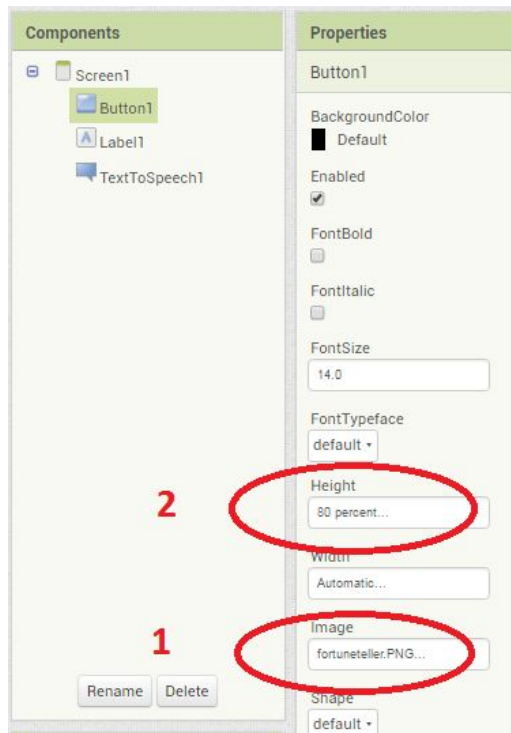 Components
Screen1
Button1
A Label1
TextToSpeech1
2
1
Rename Delete
Properties
Button1
BackgroundColor
Default
Enabled
FontBold
FontItalic
FontSize
14.0
FontTypeface
default
Height
80 percent...
Width
Automatic...
Image
fortuneteller.PNG...
Shape
default